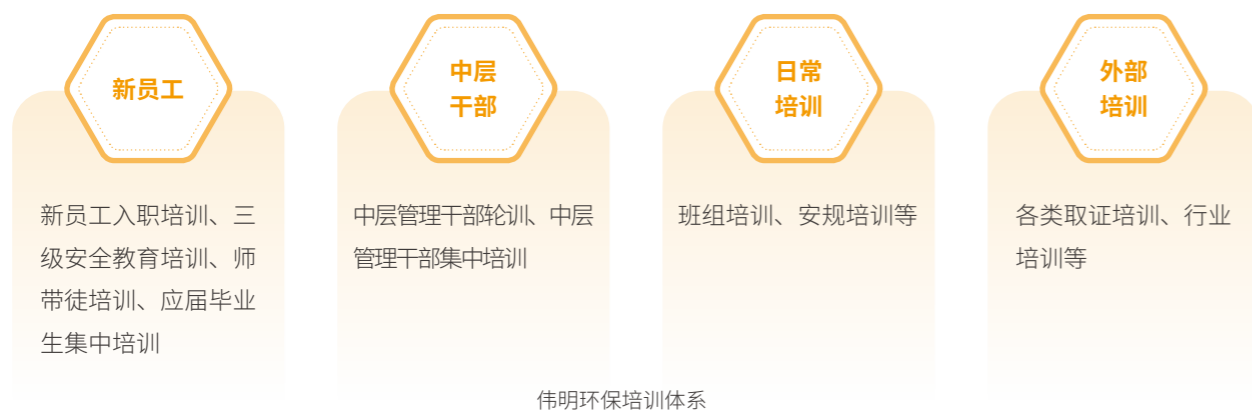 新员工
新员工入职培训、三
级安全教育培训、师
带徒培训、应届毕业
生集中培训
中层
干部
中层管理干部轮训、中层
管理干部集中培训
日常
培训
班组培训、安规培训等
外部
培训
各类取证培训、行业
培训等
伟明环保培训体系